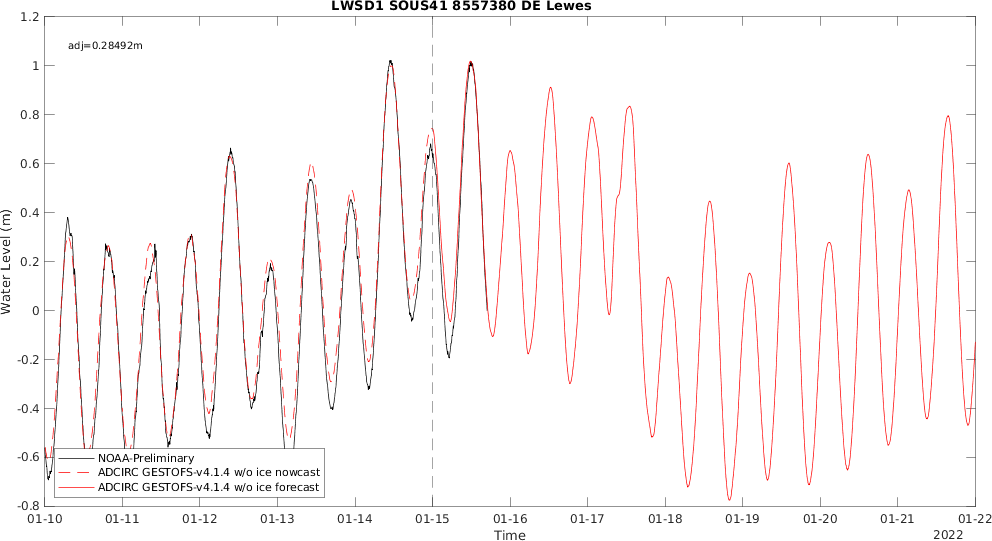 LWSD1 SOUS41 8557380 DE Lewes
adj=0.28492m
1.2
1
0.8
0.6
0.4
0.2
0
-0.2
-0.4
-0.6
-0.8
Water Level (m)
NOAA-Preliminary
ADCIRC GESTOFS-v4.1.4 w/o ice nowcast
ADCIRC GESTOFS-v4.1.4 w/o ice forecast
01-10 01-11 01-12 01-13 01-14 01-15 01-16 01-17 01-18 01-19 01-20 01-21 01-22
Time
2022